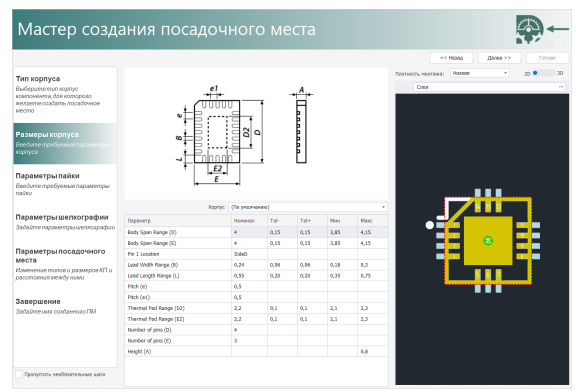 Мастер создания посадочного места
<< Назад
Далее >>
Готово
Плотность монтажа:
Низкая
2D
3D
Слои
Тип корпуса
Выберите тип корпуса
компонента, для которого
желаете создать посадочное
место
Размеры корпуса
Введите требуемые параметры
корпуса
Параметры пайки
Введите требуемые параметры
пайки
Параметры шелкографии
Задайте параметры шелкографии
Параметры посадочного
места
Изменение типов и размеров КП и
расстояния между ними
Завершение
Задайте имя созданного ПМ
Пропустить необязательные шаги
e1
A
e
B
D2
D
L
E2
E
Корпус:
(По умолчанию)
Параметр Номинал Tol- Tol+ Мин Макс
Body Span Range (D) 4 0,15 0,15 3,85 4,15
Body Span Range (E) 4 0,15 0,15 3,85 4,15
Pin 1 Location SideD
Lead Width Range (B) 0,24 0,06 0,06 0,18 0,3
Lead Length Range (L) 0,55 0,20 0,20 0,35 0,75
Pitch (e) 0,5
Pitch (e1) 0,5
Thermal Pad Range (D2) 2,2 0,1 0,1 2,1 2,3
Thermal Pad Range (E2) 2,2 0,1 0,1 2,1 2,3
Number of pins (D) 4
Number of pins (E) 3
Height (A) 0,8